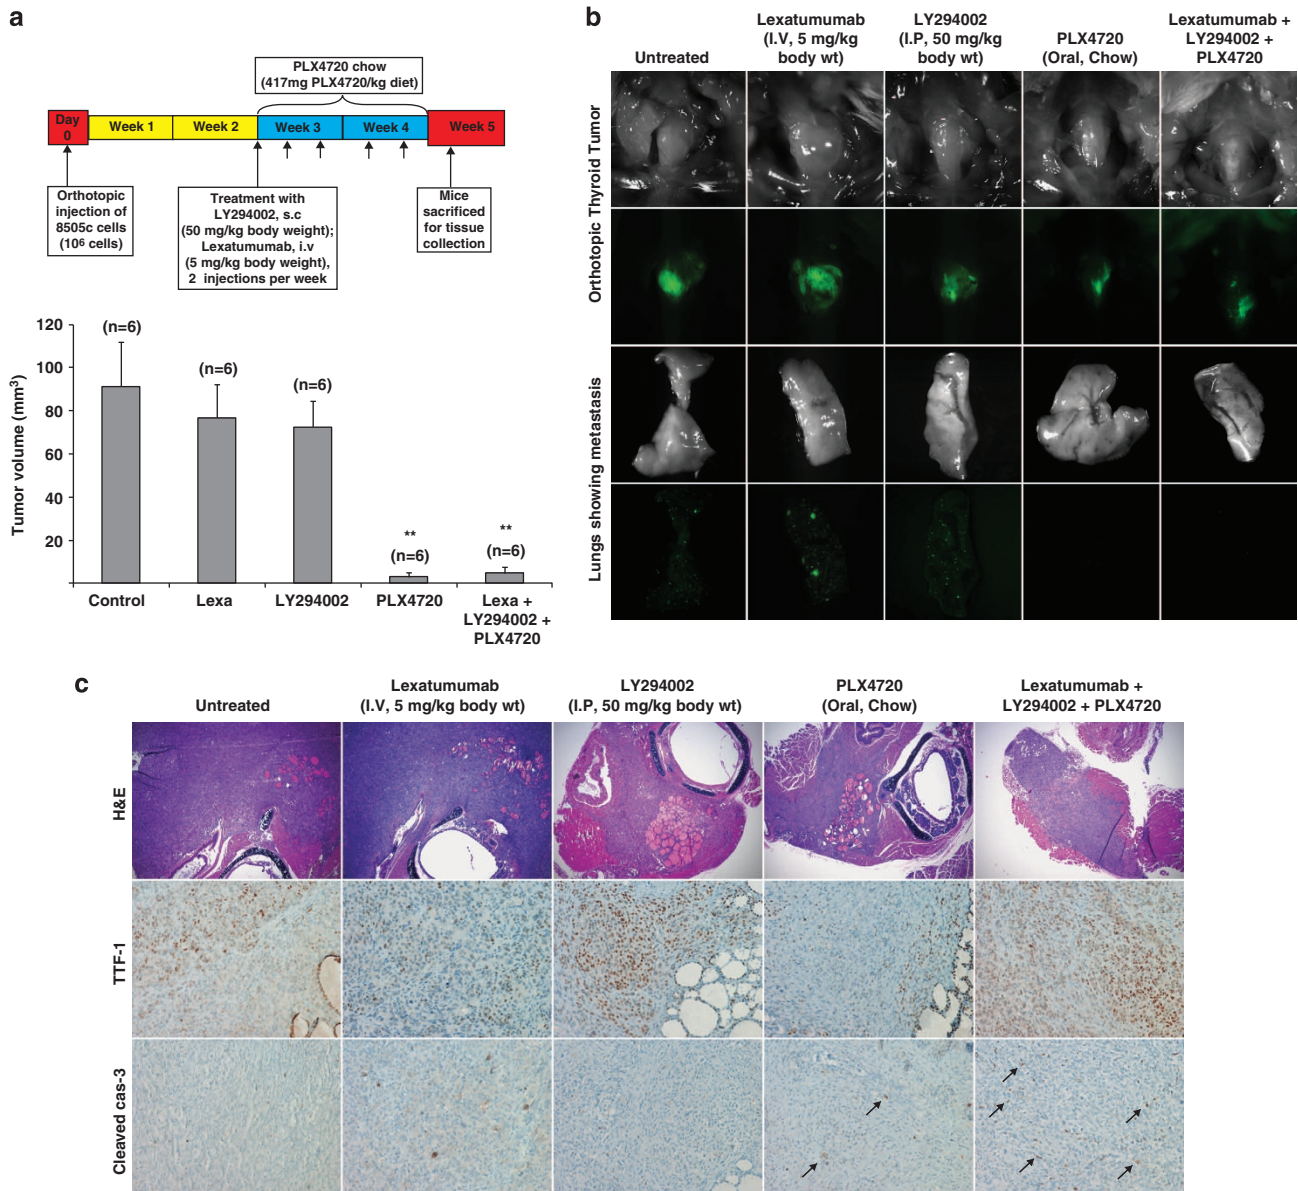 a
PLX4720 chow
(417mg PLX4720/kg diet)
Day
0
Week 1
Week 2
Week 3
Week 4
Week 5
Orthotopic
injection of
8505c cells
(10⁶ cells)
Treatment with
LY294002, s.c
(50 mg/kg body weight);
Lexatumumab, i.v
(5 mg/kg body weight),
2 injections per week
Mice
sacrificed
for tissue
collection
Tumor volume (mm³)
120
100
80
60
40
20
(n=6)
(n=6)
(n=6)
**
(n=6)
**
(n=6)
Control
Lexa
LY294002
PLX4720
Lexa +
LY294002 +
PLX4720
b
Untreated
Lexatumumab
(I.V, 5 mg/kg
body wt)
LY294002
(I.P, 50 mg/kg
body wt)
PLX4720
(Oral, Chow)
Lexatumumab +
LY294002 +
PLX4720
Orthotopic Thyroid Tumor
Lungs showing metastasis
c
Untreated
Lexatumumab
(I.V, 5 mg/kg body wt)
LY294002
(I.P, 50 mg/kg body wt)
PLX4720
(Oral, Chow)
Lexatumumab +
LY294002 + PLX4720
H&E
TTF-1
Cleaved cas-3